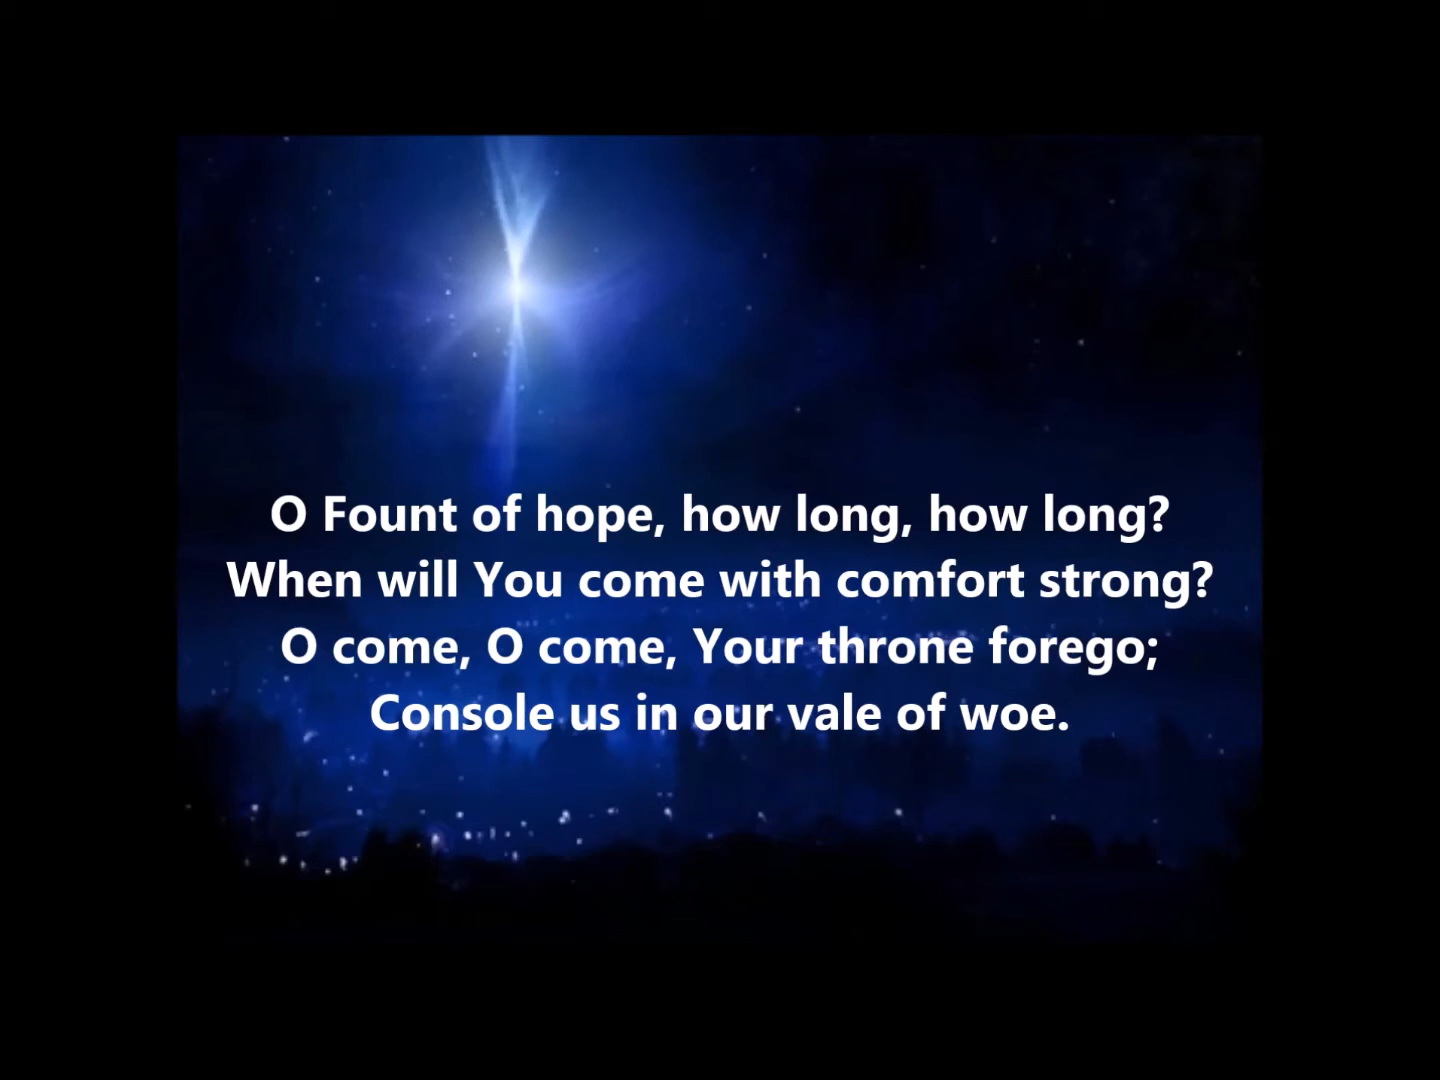 O Fount of hope, how long, how long?
When will You come with comfort strong?
O come, O come, Your throne forego;
Console us in our vale of woe.